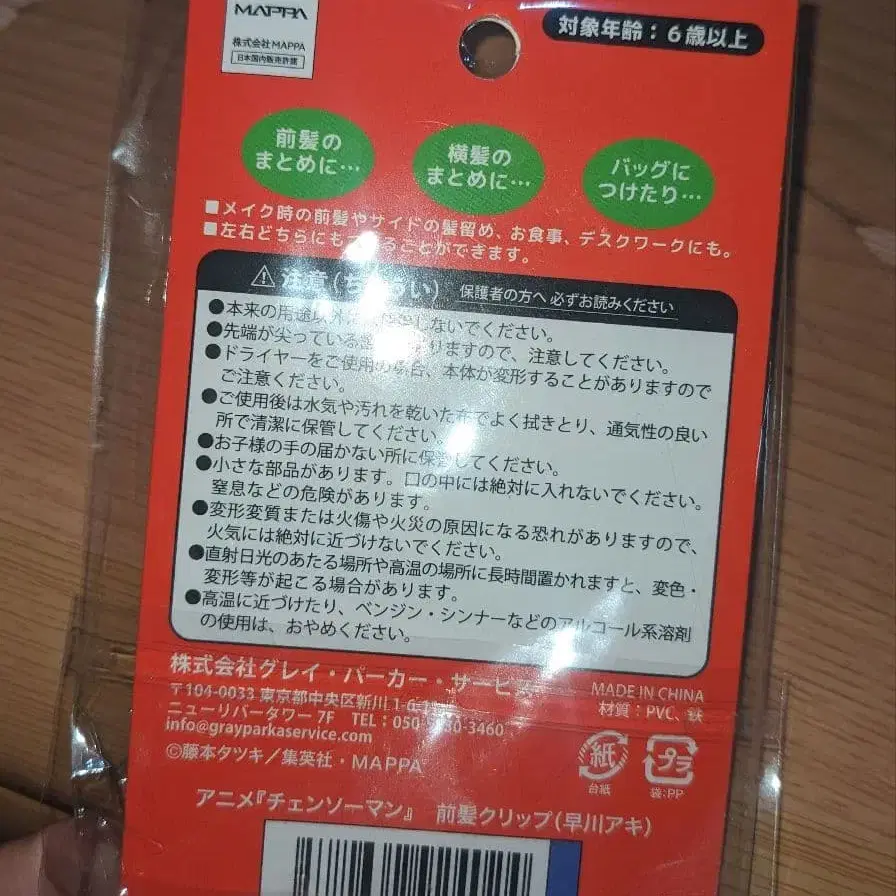 MAPPA
株式会社MAPPA
日本国内販売許諾
対象年齢：6歳以上
前髪の
まとめに…
横髪の
まとめに…
バッグに
つけたり…
■メイク時の前髪やサイドの髪留め、お食事、デスクワークにも。
■左右どちらにも ることができます。
注意(ち い) 保護者の方へ 必ずお読みください
●本来の用途以外 しないでください。
●先端が尖っている りますので、注意してください。
●ドライヤーをご使用の場合、本体が変形することがありますので
ご注意ください。
●ご使用後は水気や汚れを乾いた布でよく拭きとり、通気性の良い
所で清潔に保管してください。
●お子様の手の届かない所に保管してください。
●小さな部品があります。口の中には絶対に入れないでください。
窒息などの危険があります。
●変形変質または火傷や火災の原因になる恐れがありますので、
火気には絶対に近づけないでください。
●直射日光のあたる場所や高温の場所に長時間置かれますと、変色・
変形等が起こる場合があります。
●高温に近づけたり、ベンジン・シンナーなどのアルコール系溶剤
の使用は、おやめください。
株式会社グレイ・パーカー・サービス
〒104-0033 東京都中央区新川1-6-
ニューリバータワー 7F TEL：050- -3460
info@grayparkaservice.com
MADE IN CHINA
材質：PVC、鉄
©藤本タツキ／集英社・MAPPA
紙
台紙
プラ
袋:PP
アニメ『チェンソーマン』 前髪クリップ(早川アキ)